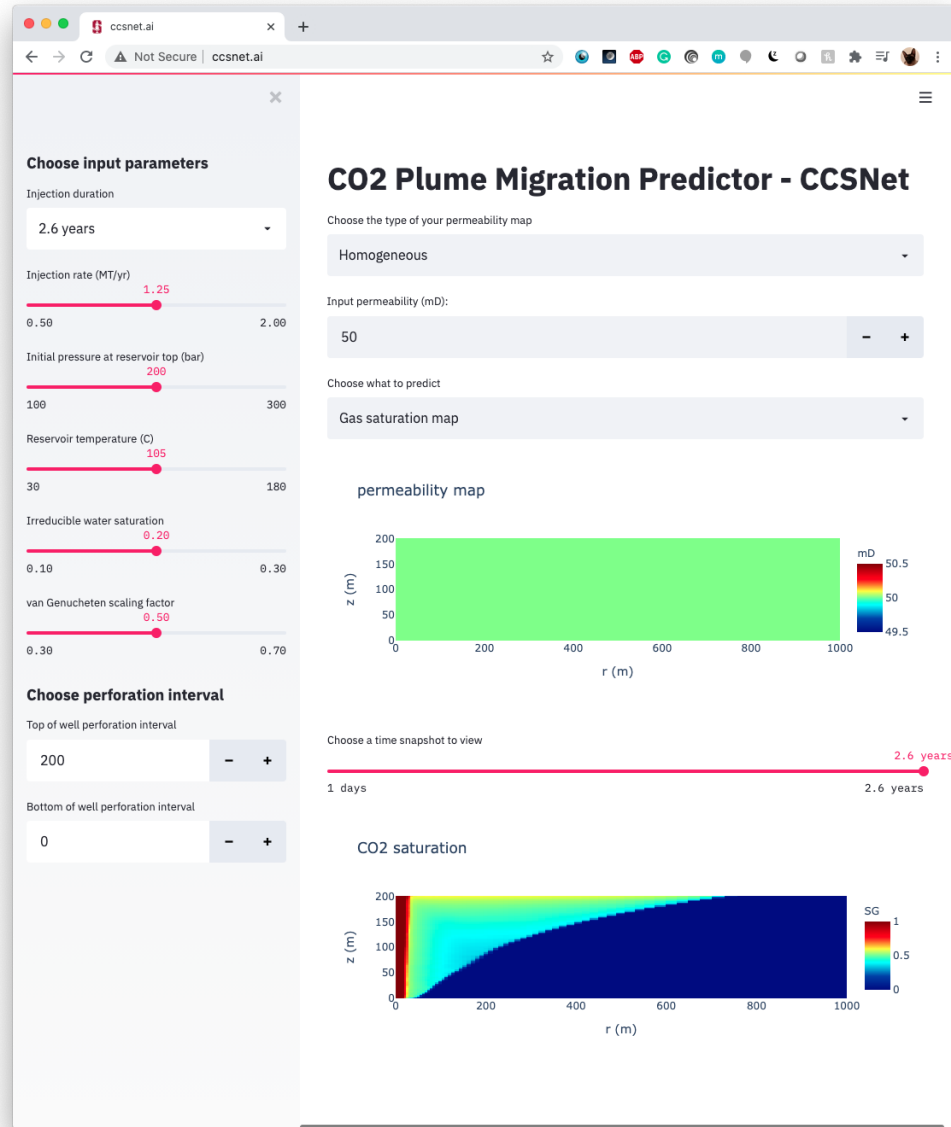 ccsnet.ai
Not Secure | ccsnet.ai
ABP
m
Choose input parameters
Injection duration
2.6 years
Injection rate (MT/yr)
1.25
0.50 2.00
Initial pressure at reservoir top (bar)
200
100 300
Reservoir temperature (C)
105
30 180
Irreducible water saturation
0.20
0.10 0.30
van Genucheten scaling factor
0.50
0.30 0.70
Choose perforation interval
Top of well perforation interval
200 - +
Bottom of well perforation interval
0 - +
CO2 Plume Migration Predictor - CCSNet
Choose the type of your permeability map
Homogeneous
Input permeability (mD):
50 - +
Choose what to predict
Gas saturation map
permeability map
200
150
100
50
0
z (m)
0 200 400 600 800 1000
r (m)
mD
50.5
50
49.5
Choose a time snapshot to view
2.6 years
1 days 2.6 years
CO2 saturation
200
150
100
50
0
z (m)
0 200 400 600 800 1000
r (m)
SG
1
0.5
0